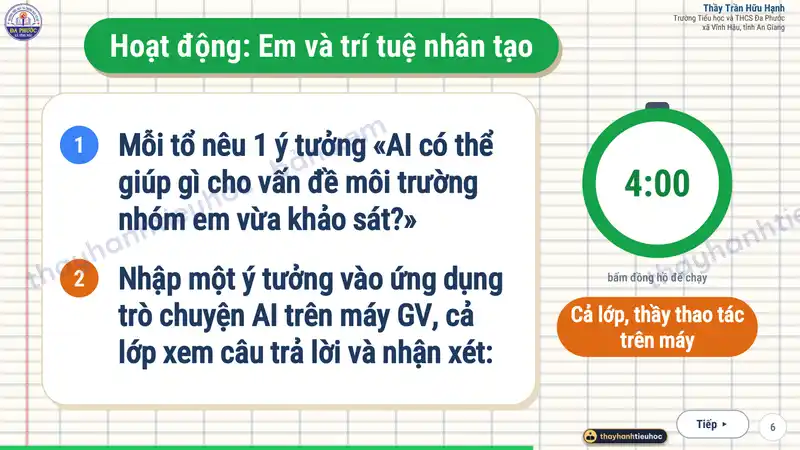 Thầy Trần Hữu Hạnh
Trường Tiểu học và THCS Đa Phước
xã Vĩnh Hậu, tỉnh An Giang
ĐA PHƯỚC
Hoạt động: Em và trí tuệ nhân tạo
1
Mỗi tổ nêu 1 ý tưởng «AI có thể
giúp gì cho vấn đề môi trường
nhóm em vừa khảo sát?»
2
Nhập một ý tưởng vào ứng dụng
trò chuyện AI trên máy GV, cả
lớp xem câu trả lời và nhận xét:
4:00
bấm đồng hồ để chạy
Cả lớp, thầy thao tác
trên máy
thayhanhtieuhoc
Tiếp ▸
6